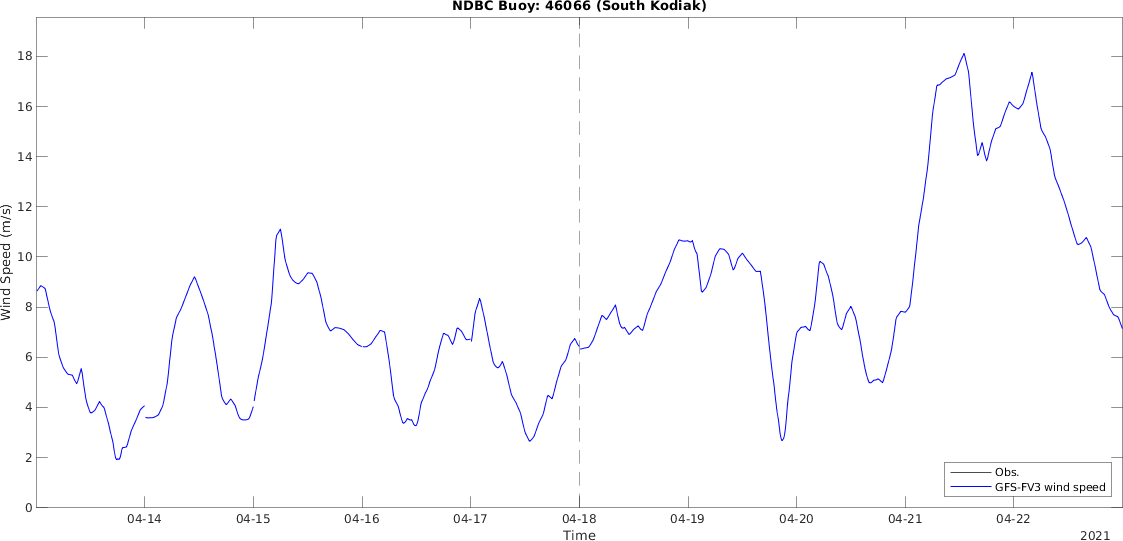 NDBC Buoy: 46066 (South Kodiak)
18
16
14
12
10
8
6
4
2
0
Wind Speed (m/s)
Obs.
GFS-FV3 wind speed
04-14 04-15 04-16 04-17 04-18 04-19 04-20 04-21 04-22
Time
2021